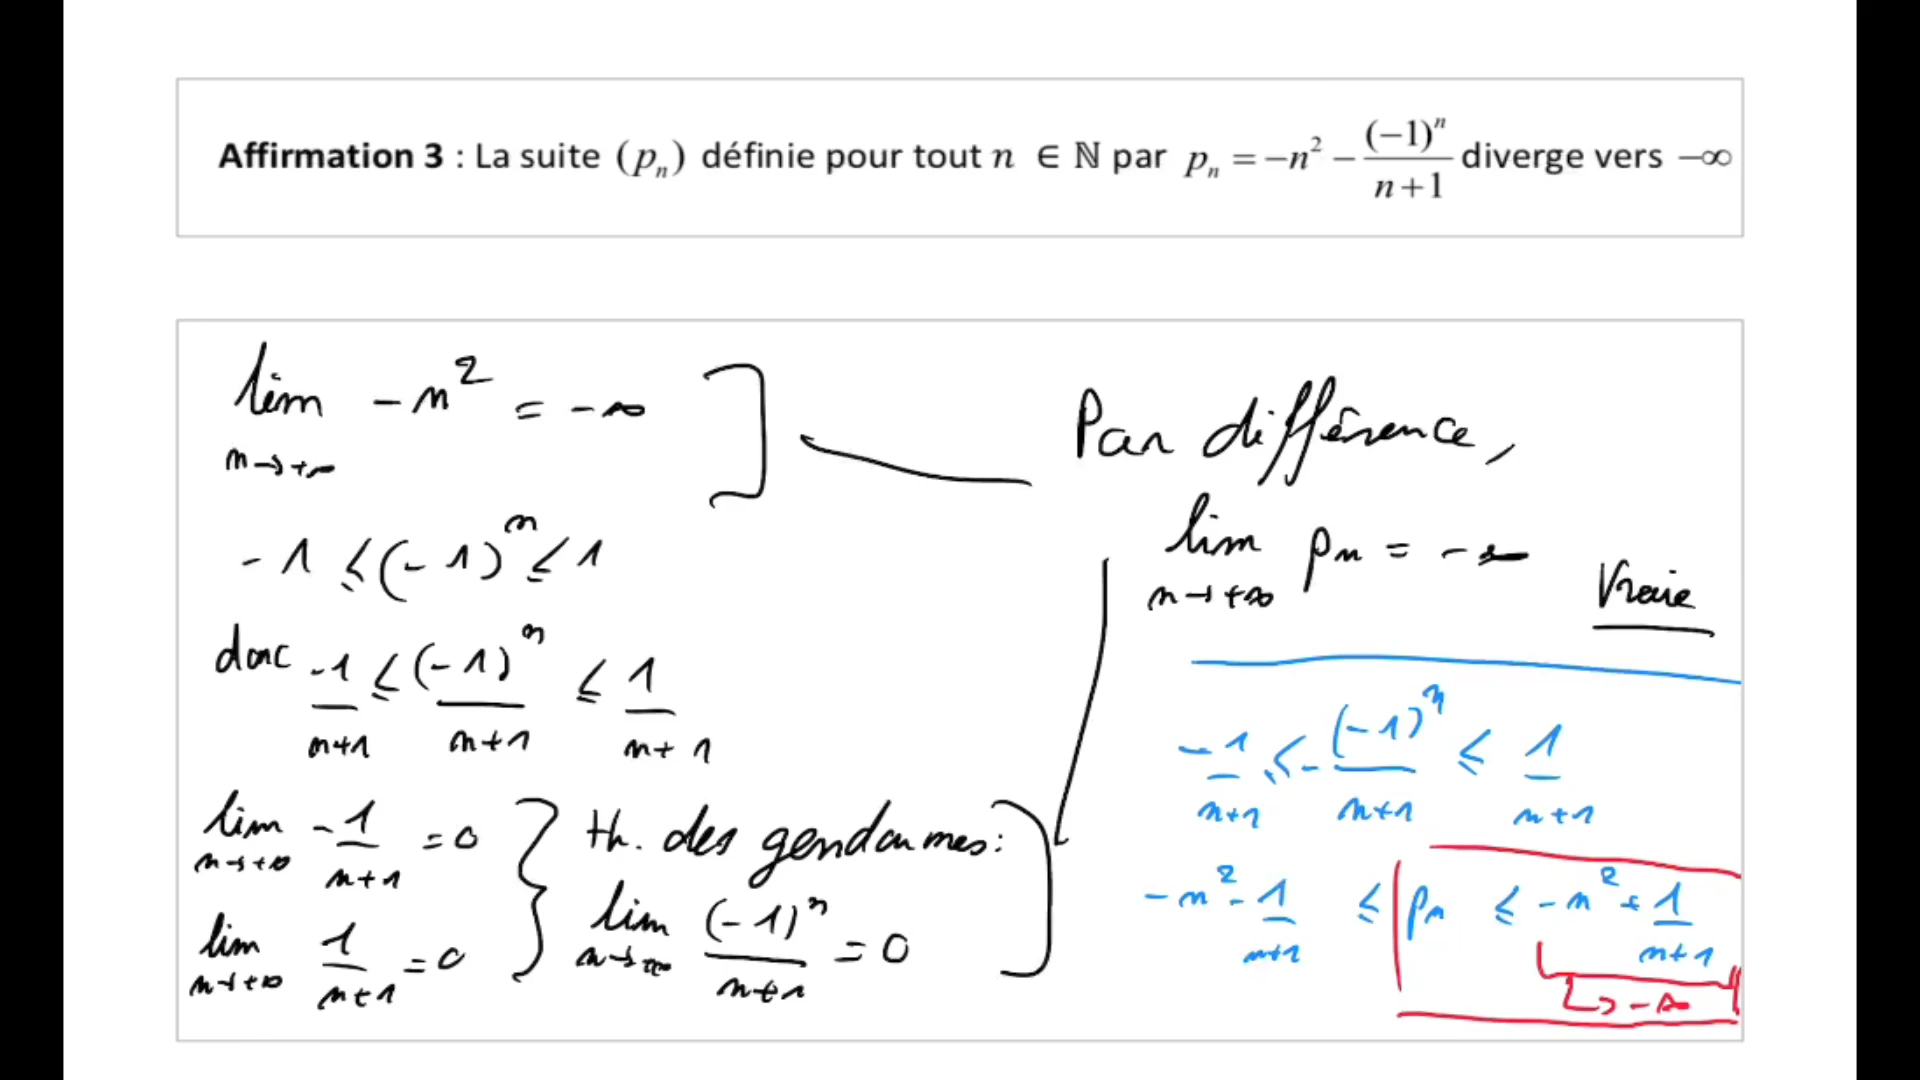 Affirmation 3 : La suite (pₙ) définie pour tout n ∈ ℕ par pₙ = −n² − (−1)ⁿ/(n+1) diverge vers −∞
lim -n² = -∞
n→+∞
-1 ≤ (-1)ⁿ ≤ 1
donc -1/(n+1) ≤ (-1)ⁿ/(n+1) ≤ 1/(n+1)
lim -1/(n+1) = 0
n→+∞
lim 1/(n+1) = 0
n→+∞
th. des gendarmes:
lim (-1)ⁿ/(n+1) = 0
n→+∞
Par différence,
lim pₙ = -∞
n→+∞
Vraie
-1/(n+1) ≤ -(-1)ⁿ/(n+1) ≤ 1/(n+1)
-n² - 1/(n+1) ≤ pₙ ≤ -n² + 1/(n+1)
↳ -∞